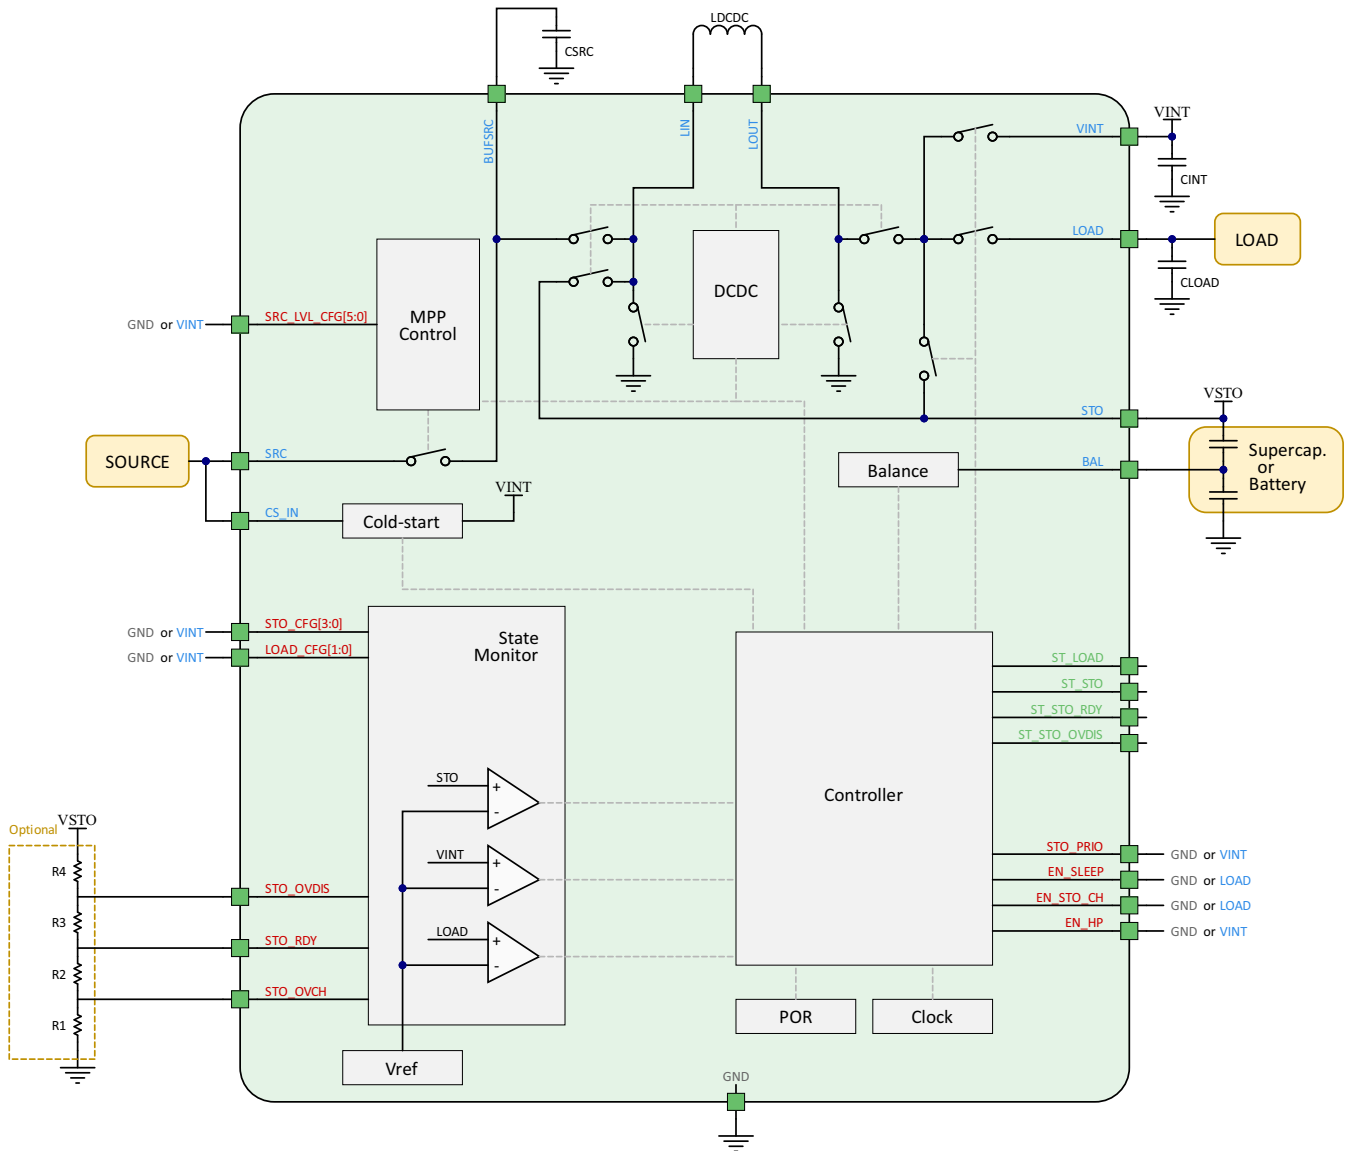 LDCDC
CSRC
BUFSRC
LIN
LOUT
VINT
VINT
CINT
LOAD
LOAD
CLOAD
MPP
Control
DCDC
GND or VINT
SRC_LVL_CFG[5:0]
VSTO
STO
SOURCE
SRC
Balance
BAL
Supercap.
or
Battery
VINT
CS_IN
Cold-start
GND or VINT
STO_CFG[3:0]
GND or VINT
LOAD_CFG[1:0]
State
Monitor
ST_LOAD
ST_STO
ST_STO_RDY
ST_STO_OVDIS
STO
+
-
Controller
VINT
+
-
LOAD
+
-
Optional
VSTO
R4
R3
R2
R1
STO_OVDIS
STO_RDY
STO_OVCH
STO_PRIO
GND or VINT
EN_SLEEP
GND or LOAD
EN_STO_CH
GND or LOAD
EN_HP
GND or VINT
POR
Clock
Vref
GND